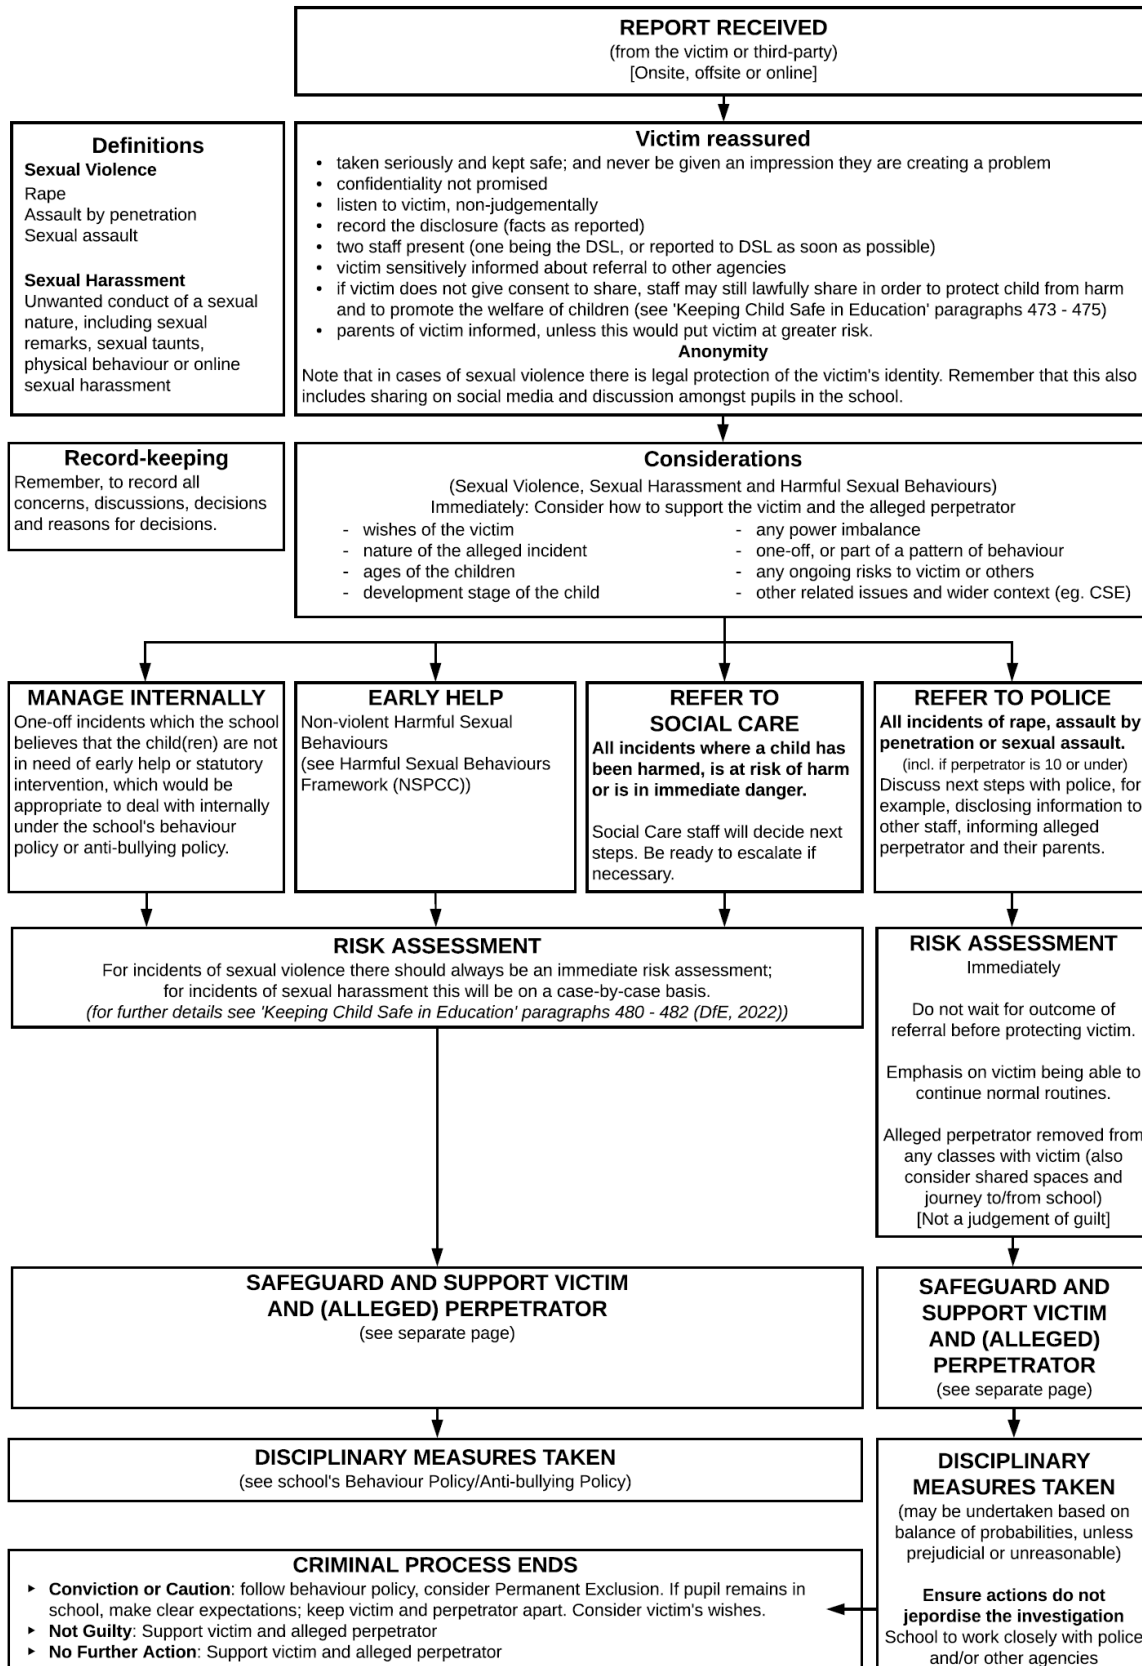 REPORT RECEIVED
(from the victim or third-party)
[Onsite, offsite or online]
Definitions
Sexual Violence
Rape
Assault by penetration
Sexual assault
Sexual Harassment
Unwanted conduct of a sexual
nature, including sexual
remarks, sexual taunts,
physical behaviour or online
sexual harassment
Victim reassured
• taken seriously and kept safe; and never be given an impression they are creating a problem
• confidentiality not promised
• listen to victim, non-judgementally
• record the disclosure (facts as reported)
• two staff present (one being the DSL, or reported to DSL as soon as possible)
• victim sensitively informed about referral to other agencies
• if victim does not give consent to share, staff may still lawfully share in order to protect child from harm
and to promote the welfare of children (see 'Keeping Child Safe in Education' paragraphs 473 - 475)
• parents of victim informed, unless this would put victim at greater risk.
Anonymity
Note that in cases of sexual violence there is legal protection of the victim's identity. Remember that this also
includes sharing on social media and discussion amongst pupils in the school.
Record-keeping
Remember, to record all
concerns, discussions, decisions
and reasons for decisions.
Considerations
(Sexual Violence, Sexual Harassment and Harmful Sexual Behaviours)
Immediately: Consider how to support the victim and the alleged perpetrator
- wishes of the victim
- nature of the alleged incident
- ages of the children
- development stage of the child
- any power imbalance
- one-off, or part of a pattern of behaviour
- any ongoing risks to victim or others
- other related issues and wider context (eg. CSE)
MANAGE INTERNALLY
One-off incidents which the school
believes that the child(ren) are not
in need of early help or statutory
intervention, which would be
appropriate to deal with internally
under the school's behaviour
policy or anti-bullying policy.
EARLY HELP
Non-violent Harmful Sexual
Behaviours
(see Harmful Sexual Behaviours
Framework (NSPCC))
REFER TO
SOCIAL CARE
All incidents where a child has
been harmed, is at risk of harm
or is in immediate danger.
Social Care staff will decide next
steps. Be ready to escalate if
necessary.
REFER TO POLICE
All incidents of rape, assault by
penetration or sexual assault.
(incl. if perpetrator is 10 or under)
Discuss next steps with police, for
example, disclosing information to
other staff, informing alleged
perpetrator and their parents.
RISK ASSESSMENT
For incidents of sexual violence there should always be an immediate risk assessment;
for incidents of sexual harassment this will be on a case-by-case basis.
(for further details see 'Keeping Child Safe in Education' paragraphs 480 - 482 (DfE, 2022))
RISK ASSESSMENT
Immediately
Do not wait for outcome of
referral before protecting victim.
Emphasis on victim being able to
continue normal routines.
Alleged perpetrator removed from
any classes with victim (also
consider shared spaces and
journey to/from school)
[Not a judgement of guilt]
SAFEGUARD AND SUPPORT VICTIM
AND (ALLEGED) PERPETRATOR
(see separate page)
SAFEGUARD AND
SUPPORT VICTIM
AND (ALLEGED)
PERPETRATOR
(see separate page)
DISCIPLINARY MEASURES TAKEN
(see school's Behaviour Policy/Anti-bullying Policy)
DISCIPLINARY
MEASURES TAKEN
(may be undertaken based on
balance of probabilities, unless
prejudicial or unreasonable)
Ensure actions do not
jepordise the investigation
School to work closely with police
and/or other agencies
CRIMINAL PROCESS ENDS
‣ Conviction or Caution: follow behaviour policy, consider Permanent Exclusion. If pupil remains in
school, make clear expectations; keep victim and perpetrator apart. Consider victim's wishes.
‣ Not Guilty: Support victim and alleged perpetrator
‣ No Further Action: Support victim and alleged perpetrator